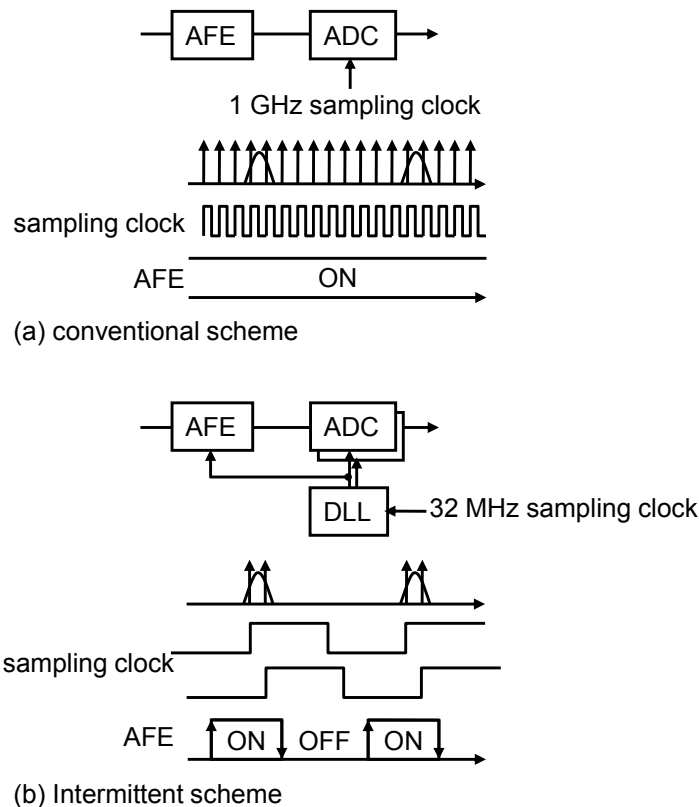 AFE
ADC
1 GHz sampling clock
sampling clock
AFE
ON
(a) conventional scheme
AFE
ADC
DLL
32 MHz sampling clock
sampling clock
AFE
ON
OFF
ON
(b) Intermittent scheme